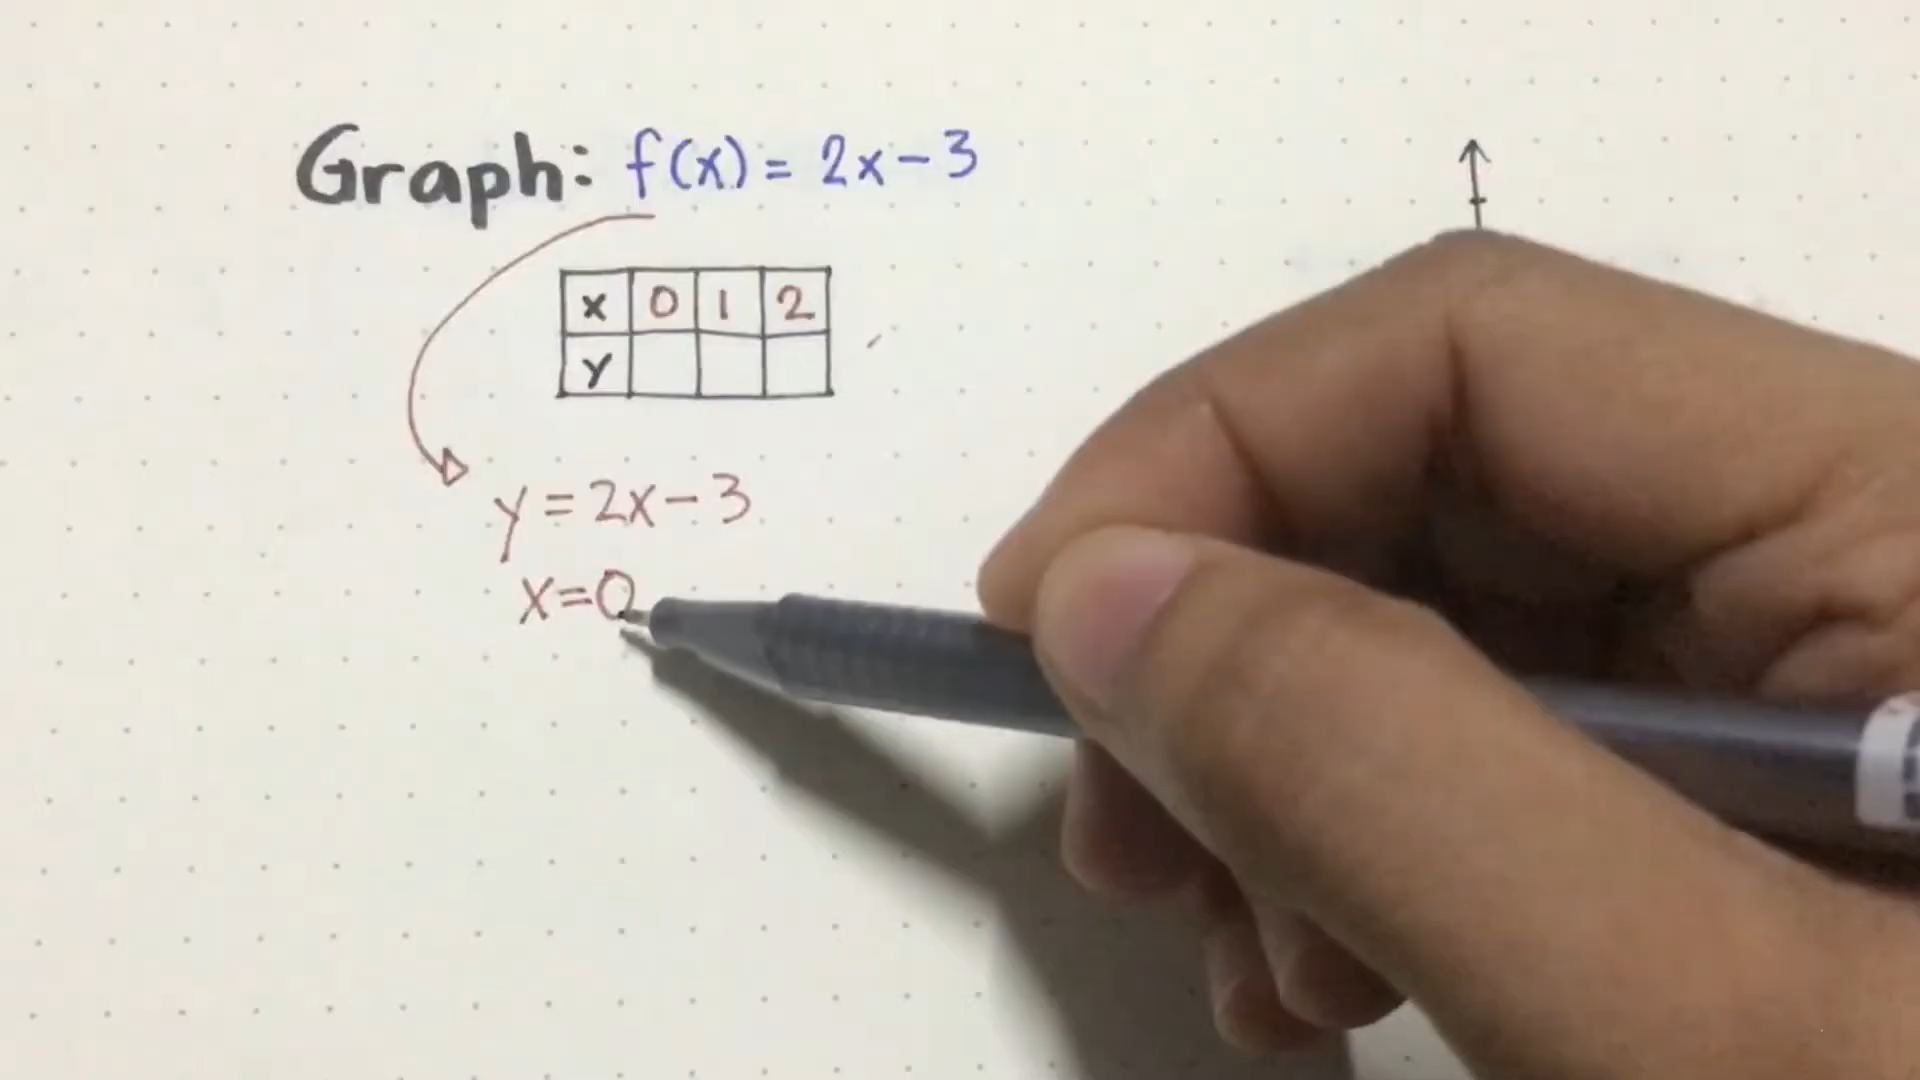 Graph: f(x) = 2x - 3
x 0 1 2
y
y = 2x - 3
x = 0